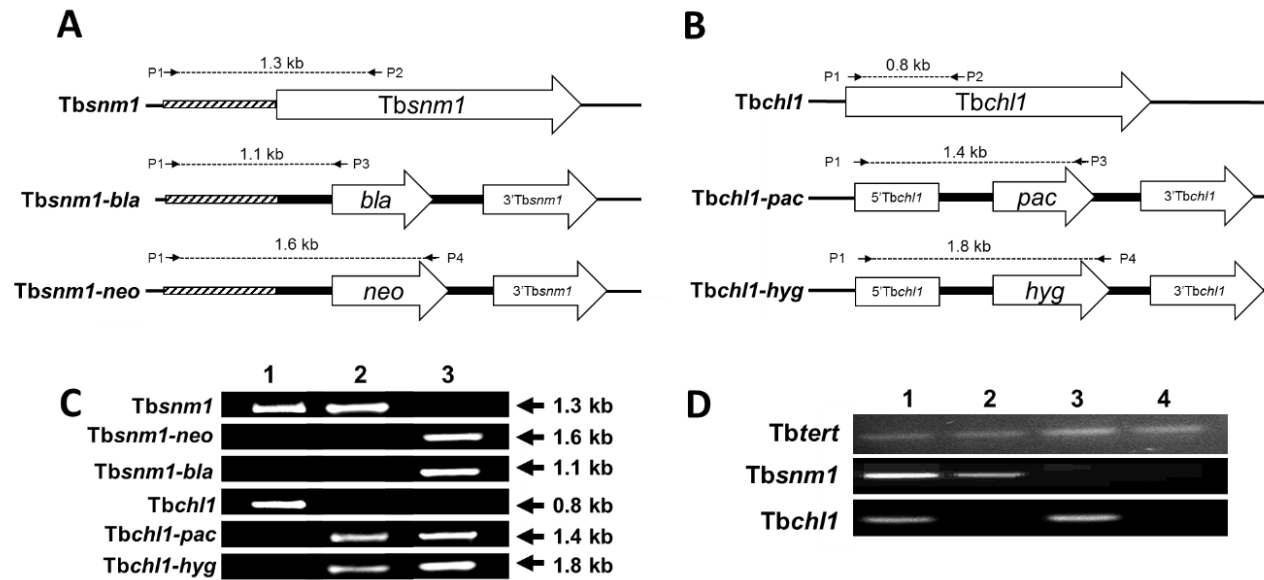 A
1.3 kb
P1 P2
Tbsnm1 Tbsnm1
1.1 kb
P1 P3
Tbsnm1-bla bla 3'Tbsnm1
1.6 kb
P1 P4
Tbsnm1-neo neo 3'Tbsnm1
B
0.8 kb
P1 P2
Tbchl1 Tbchl1
P1 1.4 kb P3
Tbchl1-pac 5'Tbchl1 pac 3'Tbchl1
P1 1.8 kb P4
Tbchl1-hyg 5'Tbchl1 hyg 3'Tbchl1
C
1 2 3
Tbsnm1 1.3 kb
Tbsnm1-neo 1.6 kb
Tbsnm1-bla 1.1 kb
Tbchl1 0.8 kb
Tbchl1-pac 1.4 kb
Tbchl1-hyg 1.8 kb
D
1 2 3 4
Tbtert
Tbsnm1
Tbchl1